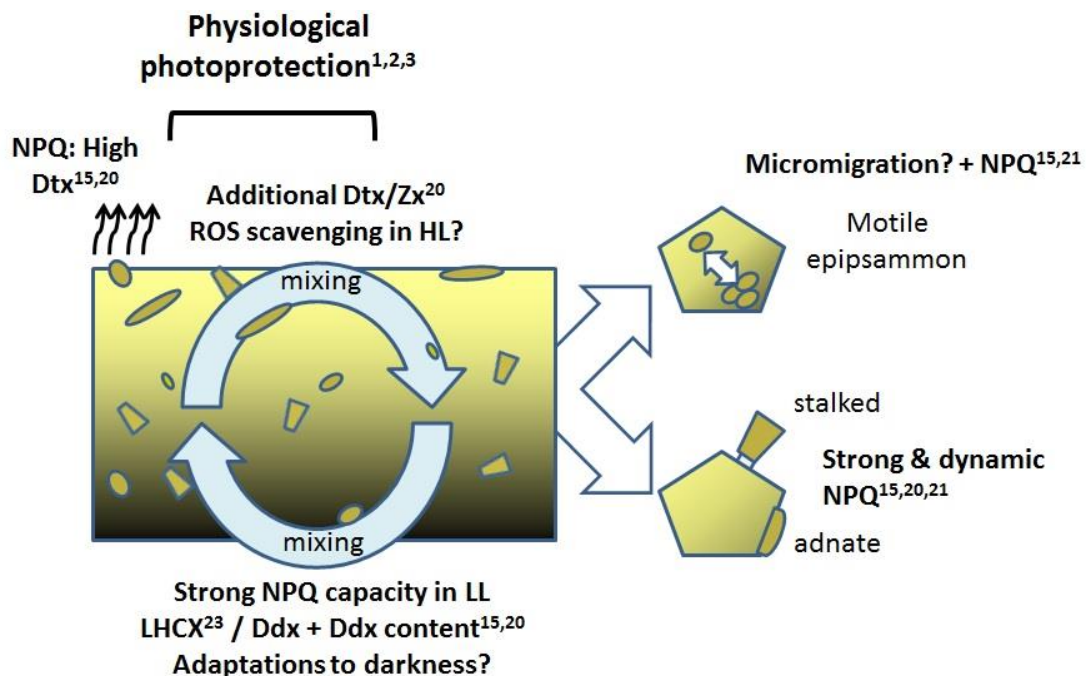 Physiological
photoprotection1,2,3
NPQ: High
Dtx15,20
Additional Dtx/Zx20
ROS scavenging in HL?
mixing
mixing
Strong NPQ capacity in LL
LHCX23 / Ddx + Ddx content15,20
Adaptations to darkness?
Micromigration? + NPQ15,21
Motile
epipsammon
stalked
Strong & dynamic
NPQ15,20,21
adnate